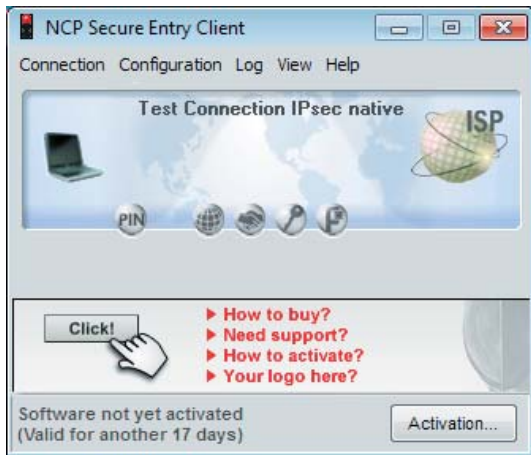 NCP Secure Entry Client
Connection Configuration Log View Help
Test Connection IPsec native
ISP
PIN
Click!
How to buy?
Need support?
How to activate?
Your logo here?
Software not yet activated
(Valid for another 17 days)
Activation...